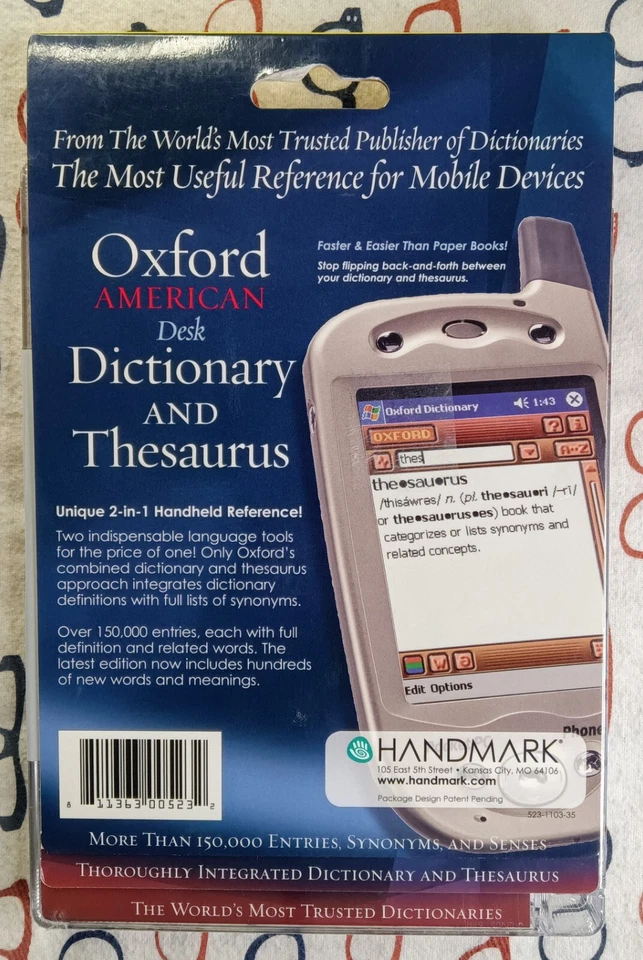 From The World's Most Trusted Publisher of Dictionaries
The Most Useful Reference for Mobile Devices
Oxford
AMERICAN
Desk
Dictionary
AND
Thesaurus
Faster & Easier Than Paper Books!
Stop flipping back-and-forth between
your dictionary and thesaurus.
Oxford Dictionary 1:43
OXFORD ? i
thes A-Z
the•sau•rus
/thisáwrəs/ n. (pl. the•sau•ri /-rī/
or the•sau•rus•es) book that
categorizes or lists synonyms and
related concepts.
W a
Edit Options
Phone
Unique 2-in-1 Handheld Reference!
Two indispensable language tools
for the price of one! Only Oxford's
combined dictionary and thesaurus
approach integrates dictionary
definitions with full lists of synonyms.
Over 150,000 entries, each with full
definition and related words. The
latest edition now includes hundreds
of new words and meanings.
8 11363 00523 2
HANDMARK®
105 East 5th Street • Kansas City, MO 64106
www.handmark.com
Package Design Patent Pending
523-1103-35
MORE THAN 150,000 ENTRIES, SYNONYMS, AND SENSES
THOROUGHLY INTEGRATED DICTIONARY AND THESAURUS
THE WORLD'S MOST TRUSTED DICTIONARIES